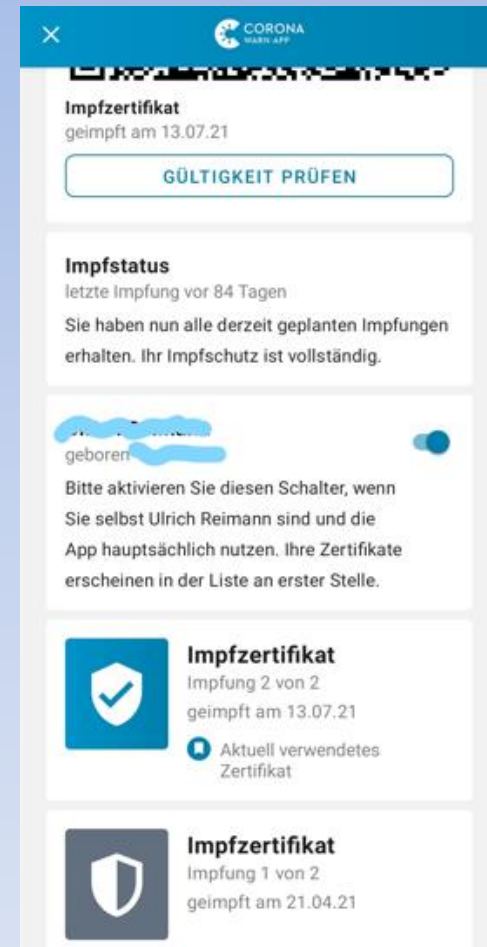 CORONA
WARN-APP
Impfzertifikat
geimpft am 13.07.21
GÜLTIGKEIT PRÜFEN
Impfstatus
letzte Impfung vor 84 Tagen
Sie haben nun alle derzeit geplanten Impfungen
erhalten. Ihr Impfschutz ist vollständig.
geboren
Bitte aktivieren Sie diesen Schalter, wenn
Sie selbst Ulrich Reimann sind und die
App hauptsächlich nutzen. Ihre Zertifikate
erscheinen in der Liste an erster Stelle.
Impfzertifikat
Impfung 2 von 2
geimpft am 13.07.21
Aktuell verwendetes
Zertifikat
Impfzertifikat
Impfung 1 von 2
geimpft am 21.04.21